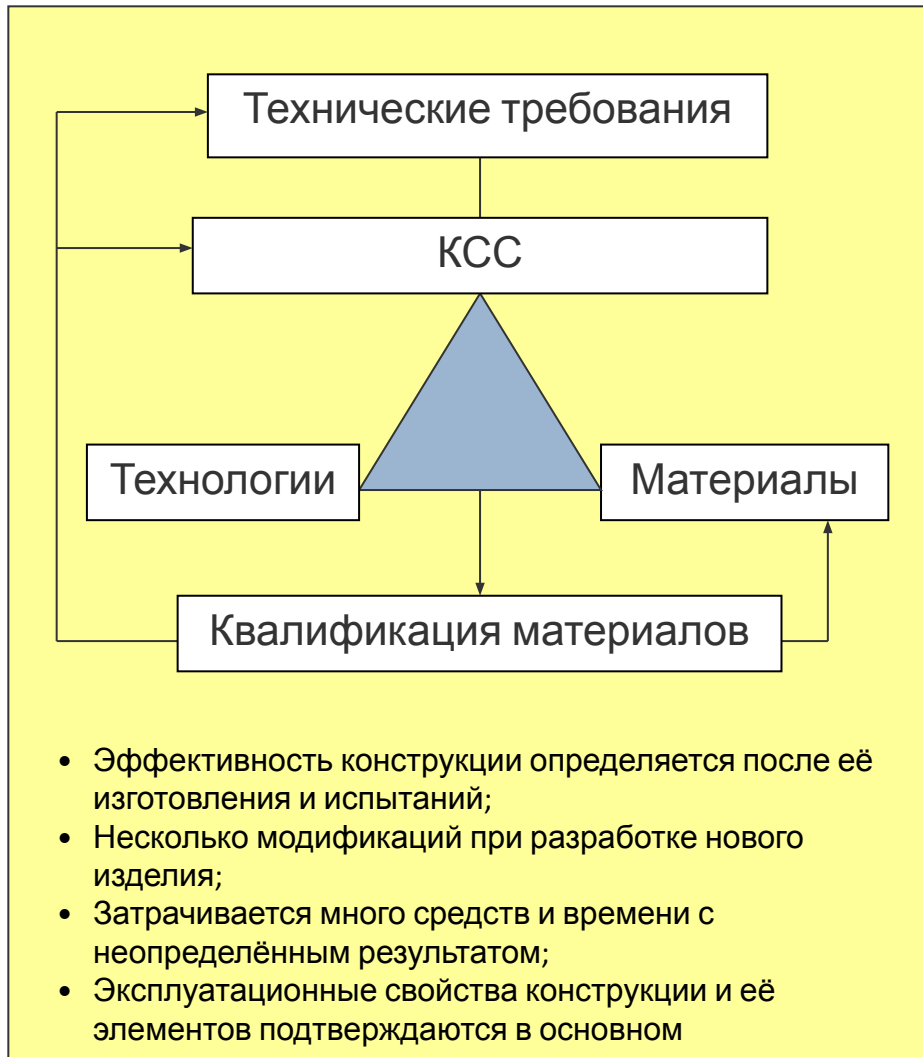 Технические требования
КСС
Технологии
Материалы
Квалификация материалов
• Эффективность конструкции определяется после её
изготовления и испытаний;
• Несколько модификаций при разработке нового
изделия;
• Затрачивается много средств и времени с
неопределённым результатом;
• Эксплуатационные свойства конструкции и её
элементов подтверждаются в основном